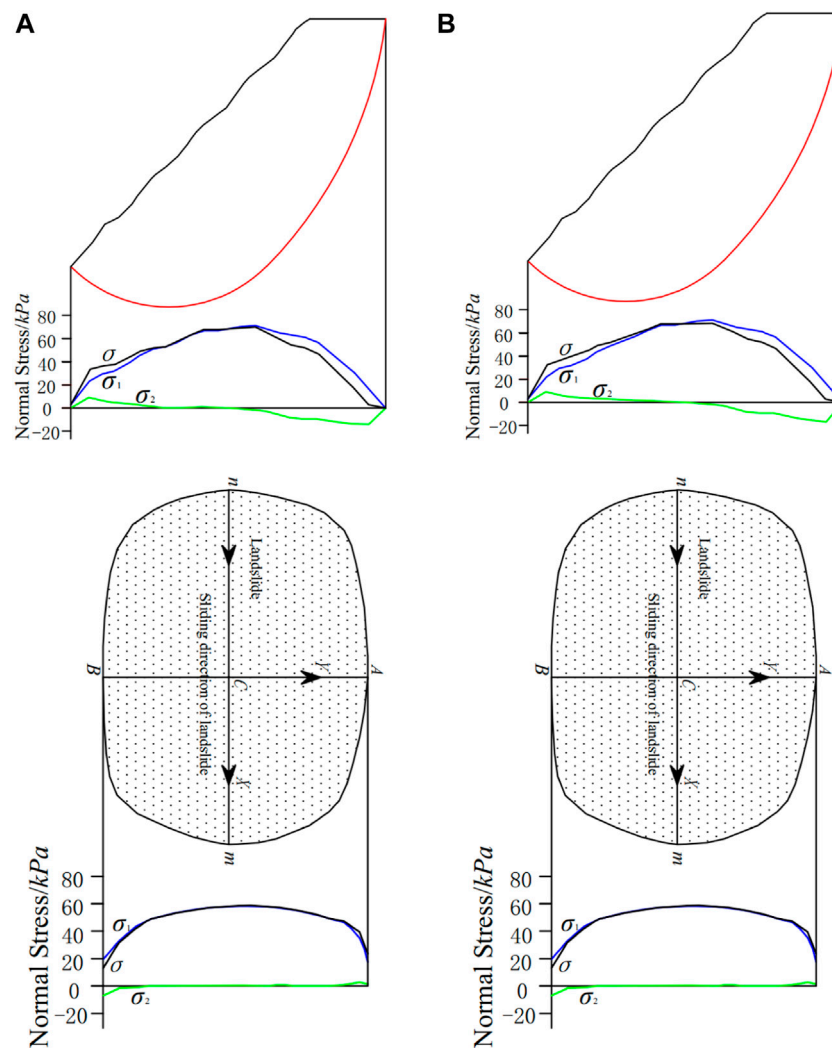 A
B
Normal Stress/kPa
80
60
40
20
0
−20
σ
σ₁
σ₂
Normal Stress/kPa
80
60
40
20
0
−20
σ
σ₁
σ₂
n
Landslide
Sliding direction of landslide
B
A
Y
C
X
m
n
Landslide
Sliding direction of landslide
B
A
Y
C
X
m
Normal Stress/kPa
80
60
40
20
0
−20
σ₁
σ
σ₂
Normal Stress/kPa
80
60
40
20
0
−20
σ₁
σ
σ₂